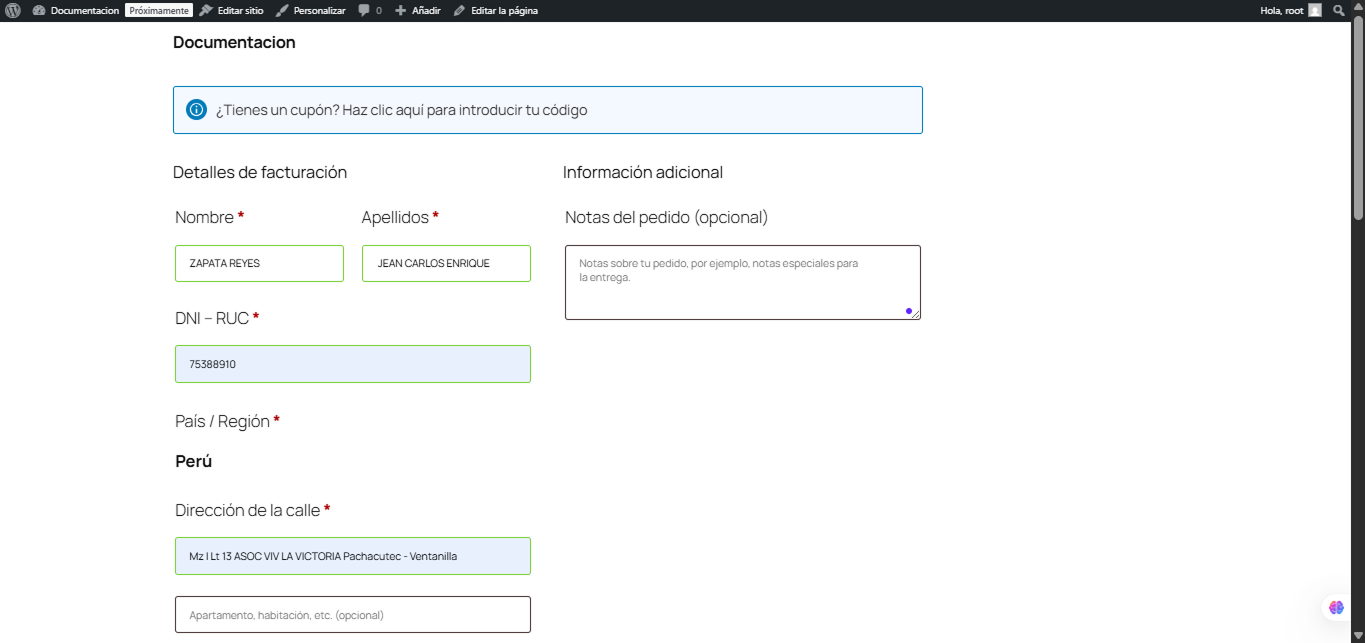 Documentacion Próximamente Editar sitio Personalizar 0 Añadir Editar la página Hola, root
Documentacion
¿Tienes un cupón? Haz clic aquí para introducir tu código
Detalles de facturación
Información adicional
Nombre *
Apellidos *
Notas del pedido (opcional)
ZAPATA REYES
JEAN CARLOS ENRIQUE
Notas sobre tu pedido, por ejemplo, notas especiales para
la entrega.
DNI – RUC *
75388910
País / Región *
Perú
Dirección de la calle *
Mz I Lt 13 ASOC VIV LA VICTORIA Pachacutec - Ventanilla
Apartamento, habitación, etc. (opcional)